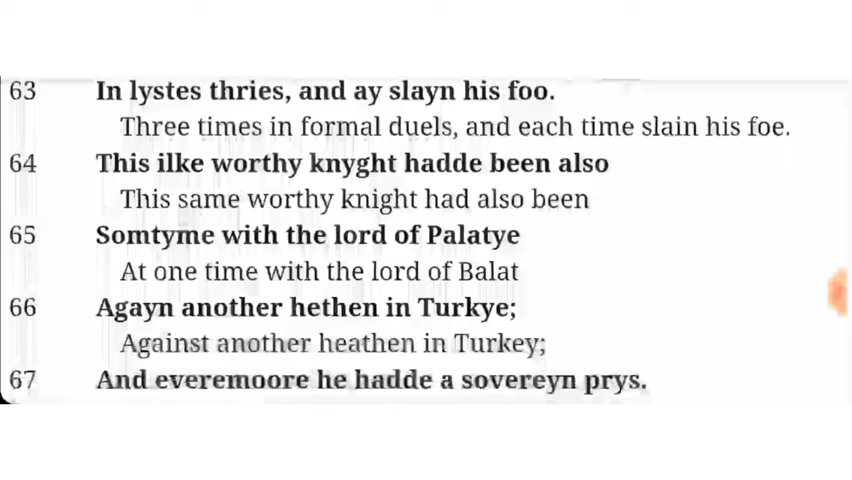 63 In lystes thries, and ay slayn his foo.
Three times in formal duels, and each time slain his foe.
64 This ilke worthy knyght hadde been also
This same worthy knight had also been
65 Somtyme with the lord of Palatye
At one time with the lord of Balat
66 Agayn another hethen in Turkye;
Against another heathen in Turkey;
67 And everemoore he hadde a sovereyn prys.